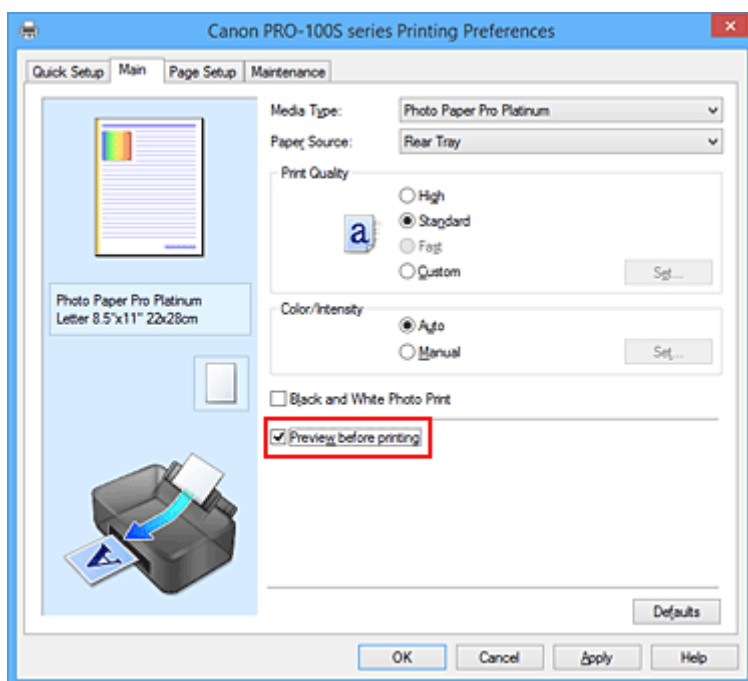 Canon PRO-100S series Printing Preferences
Quick Setup Main Page Setup Maintenance
Media Type: Photo Paper Pro Platinum
Paper Source: Rear Tray
Print Quality
High
a Standard
Fast
Custom Set...
Photo Paper Pro Platinum
Letter 8.5"x11" 22x28cm
Color/Intensity
Auto
Manual Set...
Black and White Photo Print
Preview before printing
A
Defaults
OK Cancel Apply Help